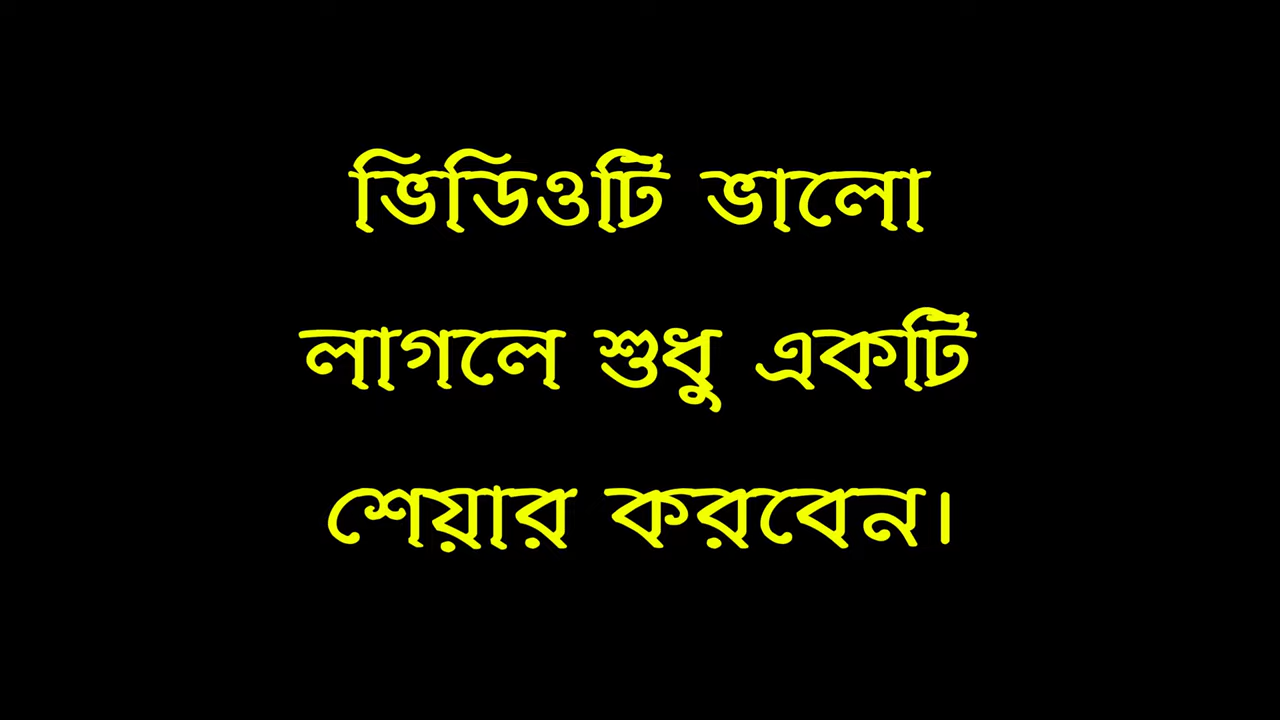 ভিডিওটি ভালো
লাগলে শুধু একটি
শেয়ার করবেন।